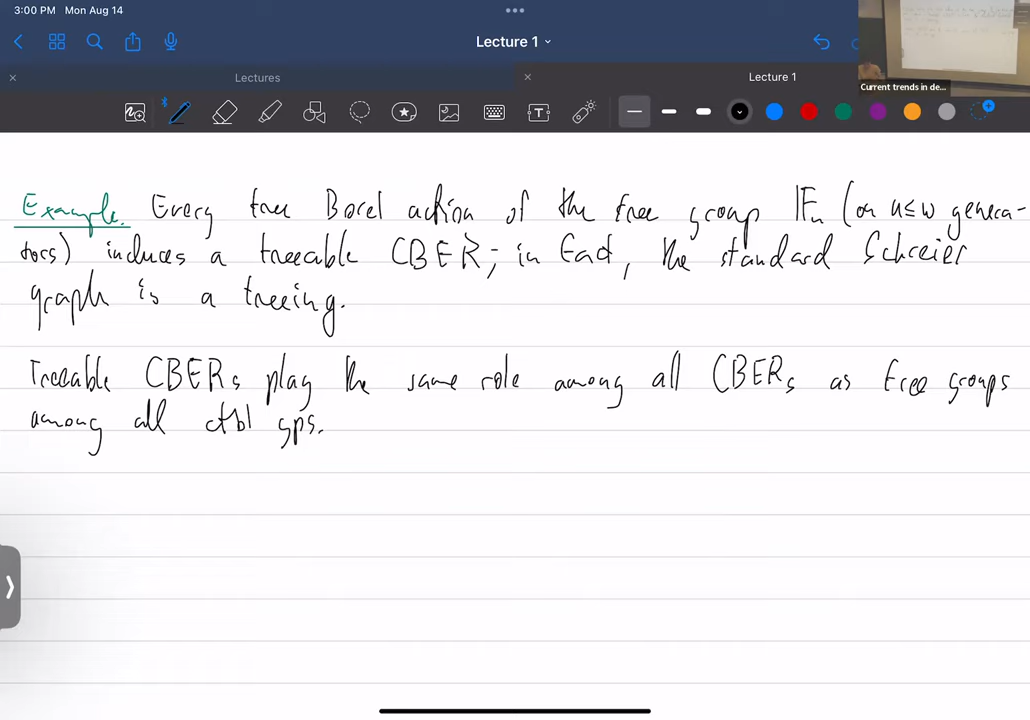 3:00 PM Mon Aug 14
Lecture 1
Lectures
Lecture 1
Current trends in de...
Example. Every free Borel action of the free group 𝔽ₙ (on n≤ω genera-
tors) induces a treeable CBER; in fact, the standard Schreier
graph is a treeing.
Treeable CBERs play the same role among all CBERs as free groups
among all ctbl gps.